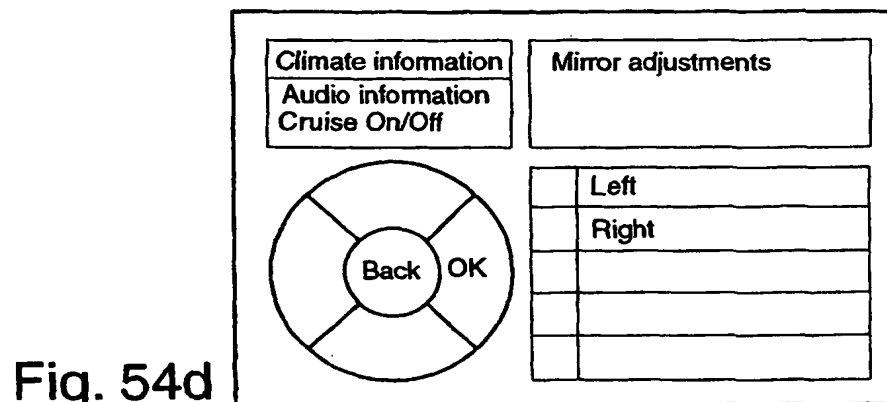 Climate information
Audio information
Cruise On/Off
Mirror adjustments
Back
OK
Left
Right
Fig. 54d